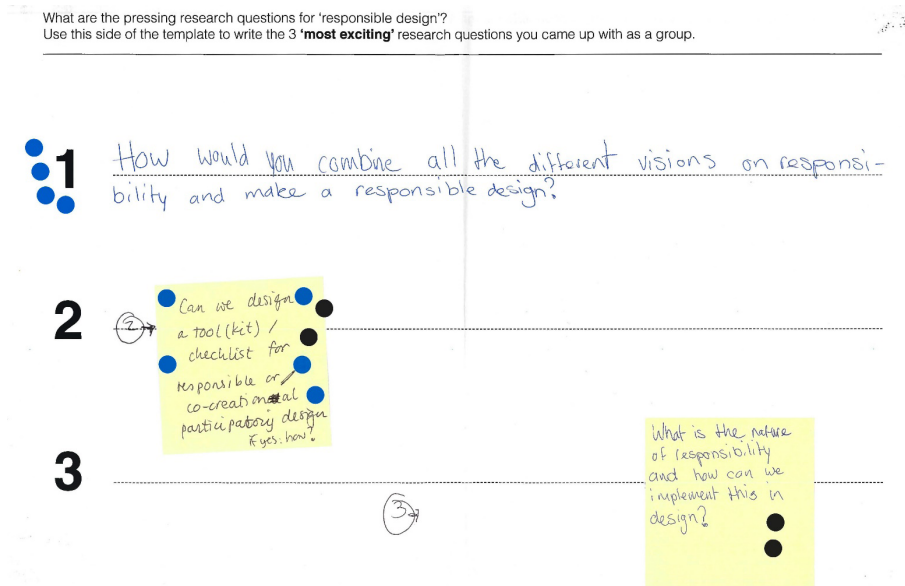 What are the pressing research questions for ‘responsible design’?
Use this side of the template to write the 3 ‘most exciting’ research questions you came up with as a group.
1
How would you combine all the different visions on responsi-
bility and make a responsible design?
2
2
Can we design
a tool(kit) /
checklist for
responsible or
co-creational
participatory design
if yes: how?
3
3
What is the nature
of responsibility
and how can we
implement this in
design?